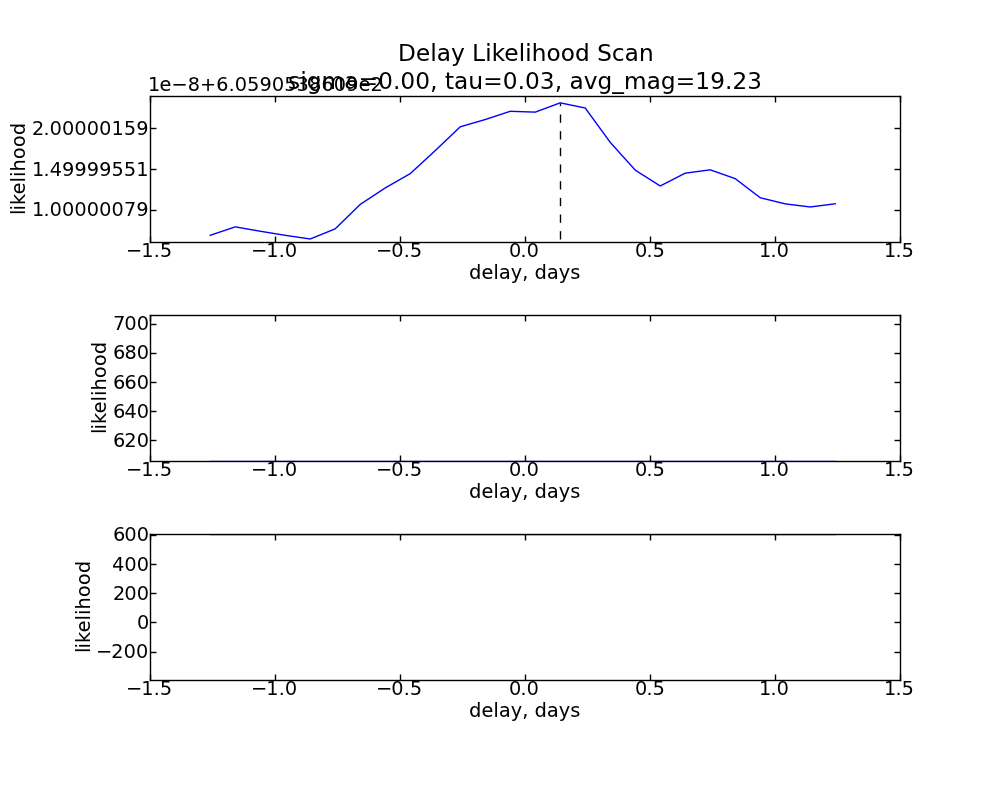 Delay Likelihood Scan
sigma=0.00, tau=0.03, avg_mag=19.23
2.00000159
1.49999551
1.00000079
likelihood
−1.5 −1.0 −0.5 0.0 0.5 1.0 1.5
delay, days
700
680
660
640
620
likelihood
−1.5 −1.0 −0.5 0.0 0.5 1.0 1.5
delay, days
600
400
200
0
−200
likelihood
−1.5 −1.0 −0.5 0.0 0.5 1.0 1.5
delay, days